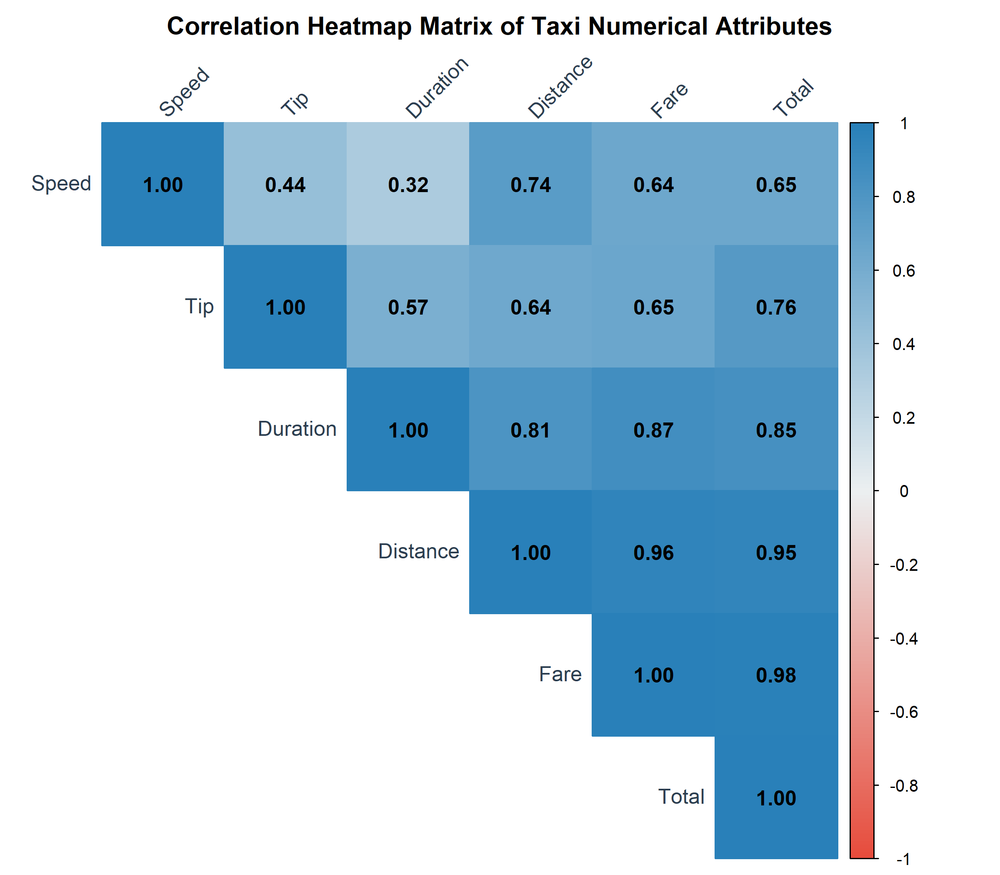 Correlation Heatmap Matrix of Taxi Numerical Attributes
Speed Tip Duration Distance Fare Total
Speed 1.00 0.44 0.32 0.74 0.64 0.65
Tip 1.00 0.57 0.64 0.65 0.76
Duration 1.00 0.81 0.87 0.85
Distance 1.00 0.96 0.95
Fare 1.00 0.98
Total 1.00
1
0.8
0.6
0.4
0.2
0
-0.2
-0.4
-0.6
-0.8
-1